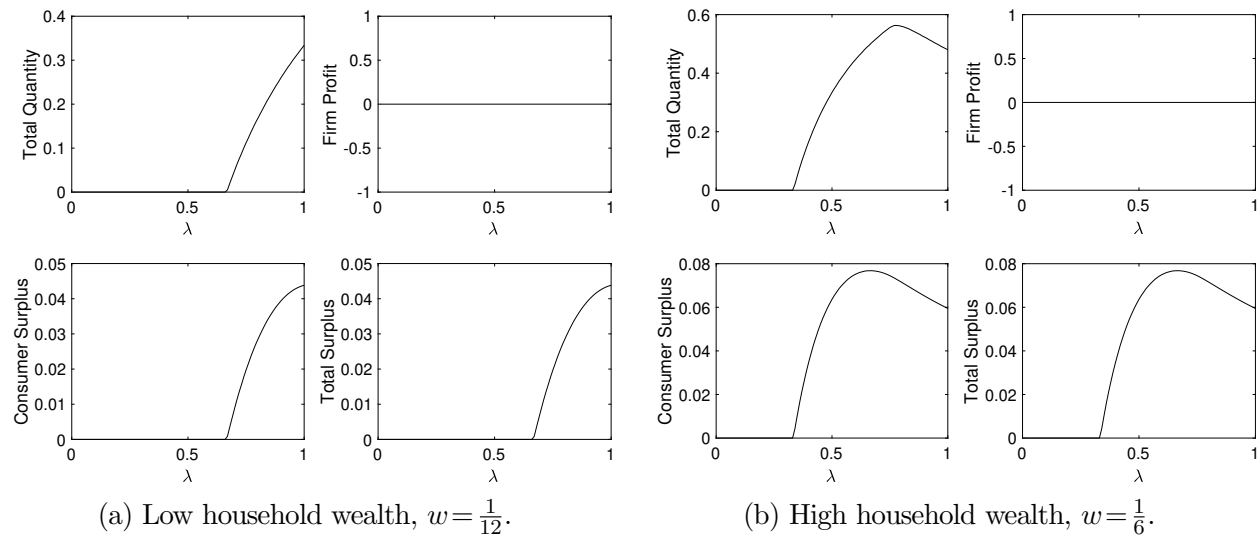 Total Quantity
0.4
0.3
0.2
0.1
0
0 0.5 1
λ
Firm Profit
1
0.5
0
-0.5
-1
0 0.5 1
λ
Consumer Surplus
0.05
0.04
0.03
0.02
0.01
0
0 0.5 1
λ
Total Surplus
0.05
0.04
0.03
0.02
0.01
0
0 0.5 1
λ
(a) Low household wealth, w = 1/12.
Total Quantity
0.6
0.4
0.2
0
0 0.5 1
λ
Firm Profit
1
0.5
0
-0.5
-1
0 0.5 1
λ
Consumer Surplus
0.08
0.06
0.04
0.02
0
0 0.5 1
λ
Total Surplus
0.08
0.06
0.04
0.02
0
0 0.5 1
λ
(b) High household wealth, w = 1/6.